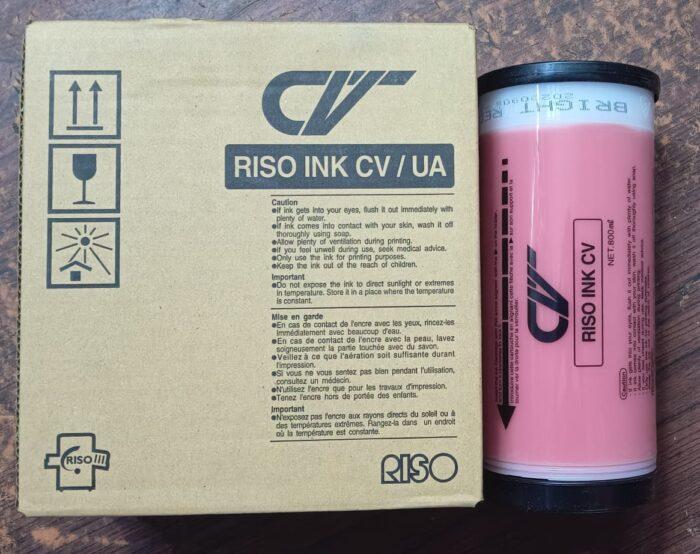 CV
RISO INK CV / UA
Caution
●If ink gets into your eyes, flush it out immediately with
plenty of water.
●If ink comes into contact with your skin, wash it off
thoroughly using soap.
●Allow plenty of ventilation during printing.
●If you feel unwell during use, seek medical advice.
●Only use the ink for printing purposes.
●Keep the ink out of the reach of children.
Important
●Do not expose the ink to direct sunlight or extremes
in temperature. Store it in a place where the temperature
is constant.
Mise en garde
●En cas de contact de l'encre avec les yeux, rincez-les
immédiatement avec beaucoup d'eau.
●En cas de contact de l'encre avec la peau, lavez
soigneusement la partie touchée avec du savon.
●Veillez à ce que l'aération soit suffisante durant
l'impression.
●Si vous ne vous sentez pas bien pendant l'utilisation,
consultez un médecin.
●N'utilisez l'encre que pour les travaux d'impression.
●Tenez l'encre hors de portée des enfants.
Important
●N'exposez pas l'encre aux rayons directs du soleil ou à
des températures extrêmes. Rangez-la dans un endroit
où la température est constante.
RISO III
RISO
BRIGHT RE
CV
RISO INK CV
NET.800ml
Caution